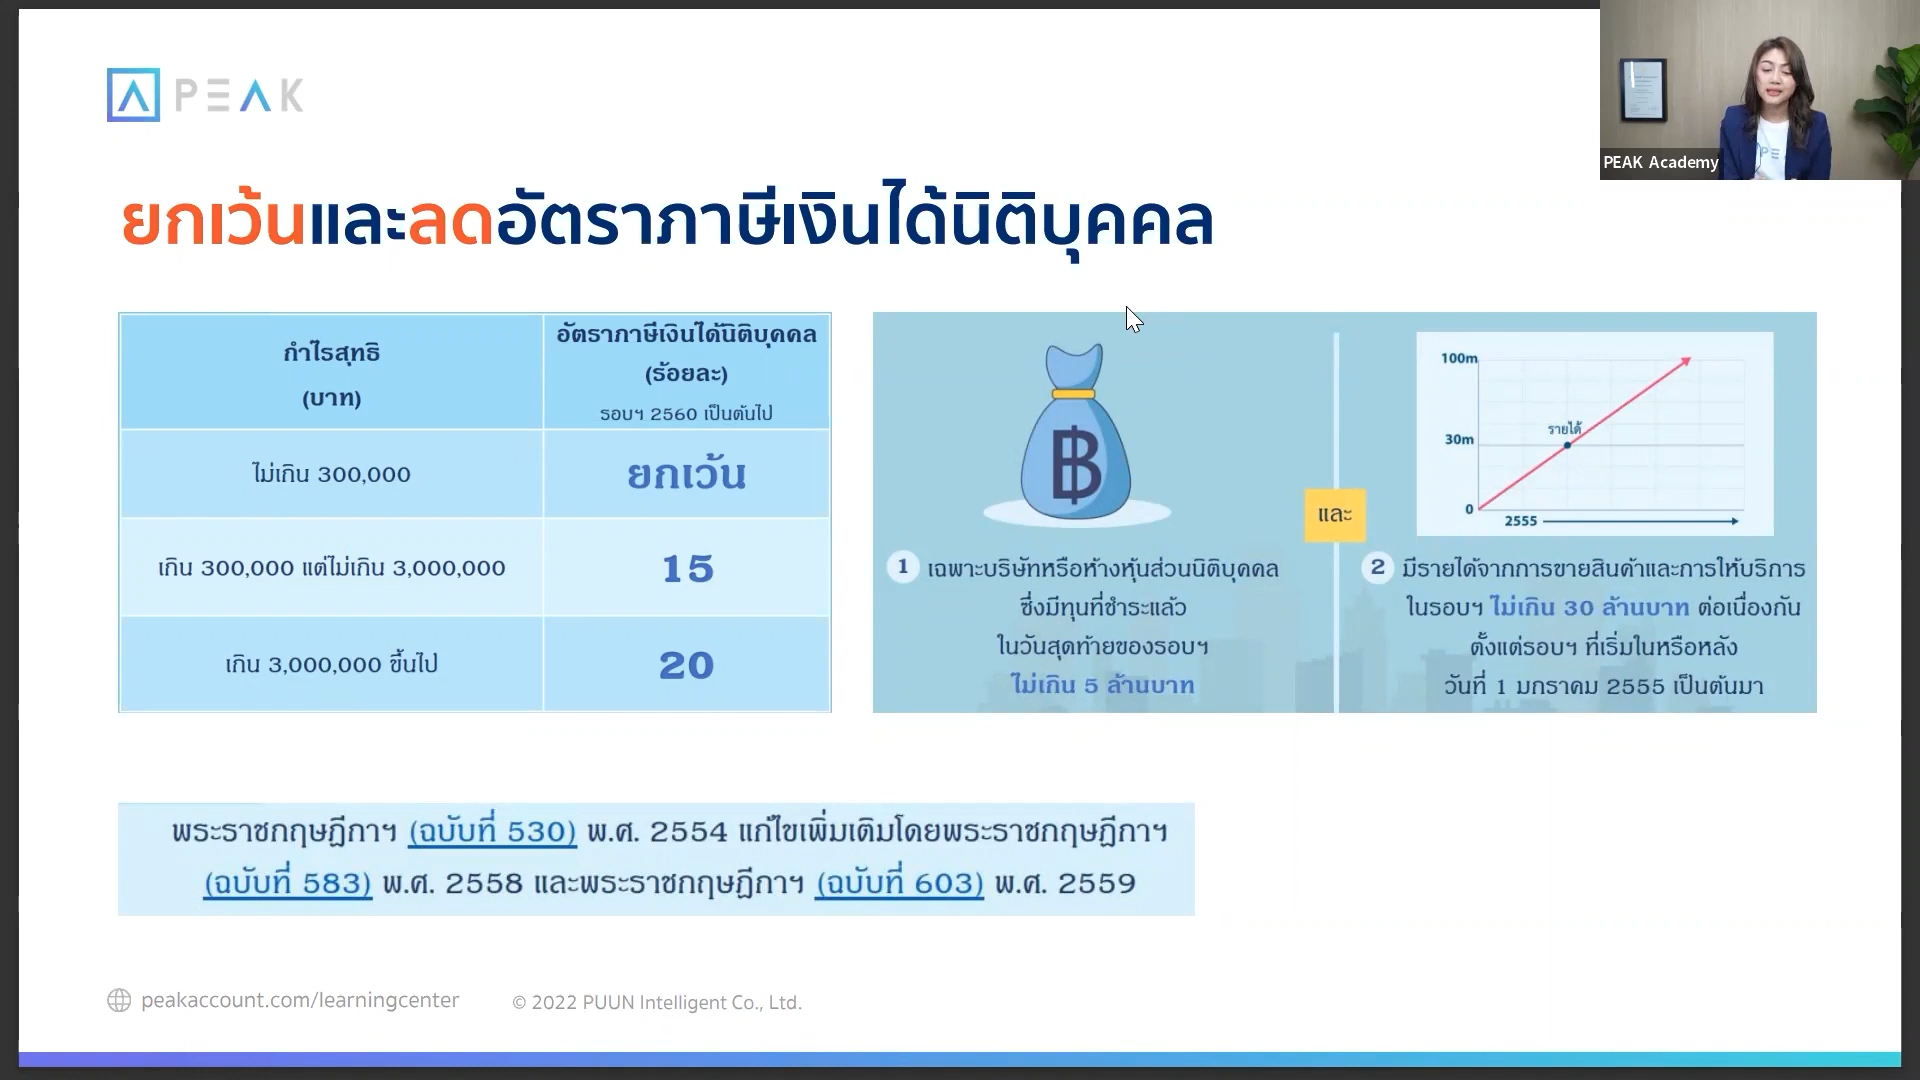 PEAK
PEAK Academy
ยกเว้นและลดอัตราภาษีเงินได้นิติบุคคล
กำไรสุทธิ
(บาท)
อัตราภาษีเงินได้นิติบุคคล
(ร้อยละ)
รอบฯ 2560 เป็นต้นไป
ไม่เกิน 300,000
ยกเว้น
เกิน 300,000 แต่ไม่เกิน 3,000,000
15
เกิน 3,000,000 ขึ้นไป
20
฿
1 เฉพาะบริษัทหรือห้างหุ้นส่วนนิติบุคคล
ซึ่งมีทุนที่ชำระแล้ว
ในวันสุดท้ายของรอบฯ
ไม่เกิน 5 ล้านบาท
และ
100m
รายได้
30m
0
2555
2 มีรายได้จากการขายสินค้าและการให้บริการ
ในรอบฯ ไม่เกิน 30 ล้านบาท ต่อเนื่องกัน
ตั้งแต่รอบฯ ที่เริ่มในหรือหลัง
วันที่ 1 มกราคม 2555 เป็นต้นมา
พระราชกฤษฎีกาฯ (ฉบับที่ 530) พ.ศ. 2554 แก้ไขเพิ่มเติมโดยพระราชกฤษฎีกาฯ
(ฉบับที่ 583) พ.ศ. 2558 และพระราชกฤษฎีกาฯ (ฉบับที่ 603) พ.ศ. 2559
peakaccount.com/learningcenter
© 2022 PUUN Intelligent Co., Ltd.